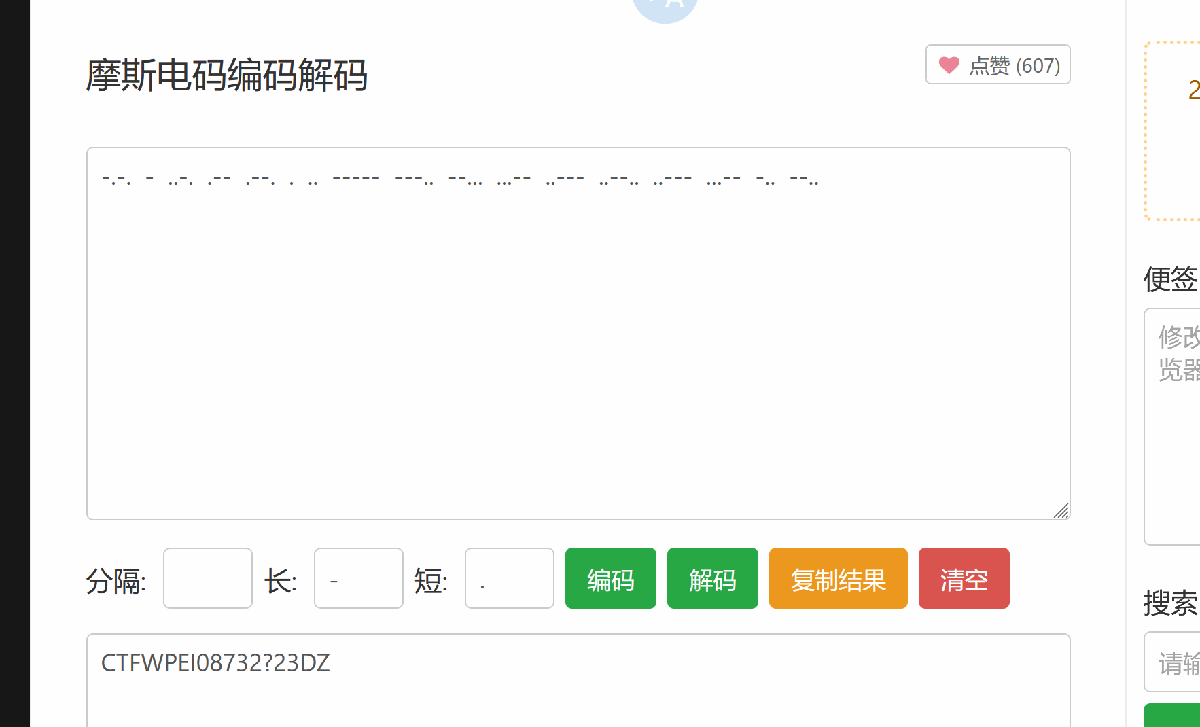 摩斯电码编码解码
点赞 (607)
-.-. - ..-. .-- .--. . .. ----- ---.. --... ...-- ..--- ..--.. ..--- ...-- -.. --..
分隔: 长: - 短: . 编码 解码 复制结果 清空
CTFWPEI08732?23DZ
2
便签
修改
览器
搜索
请输